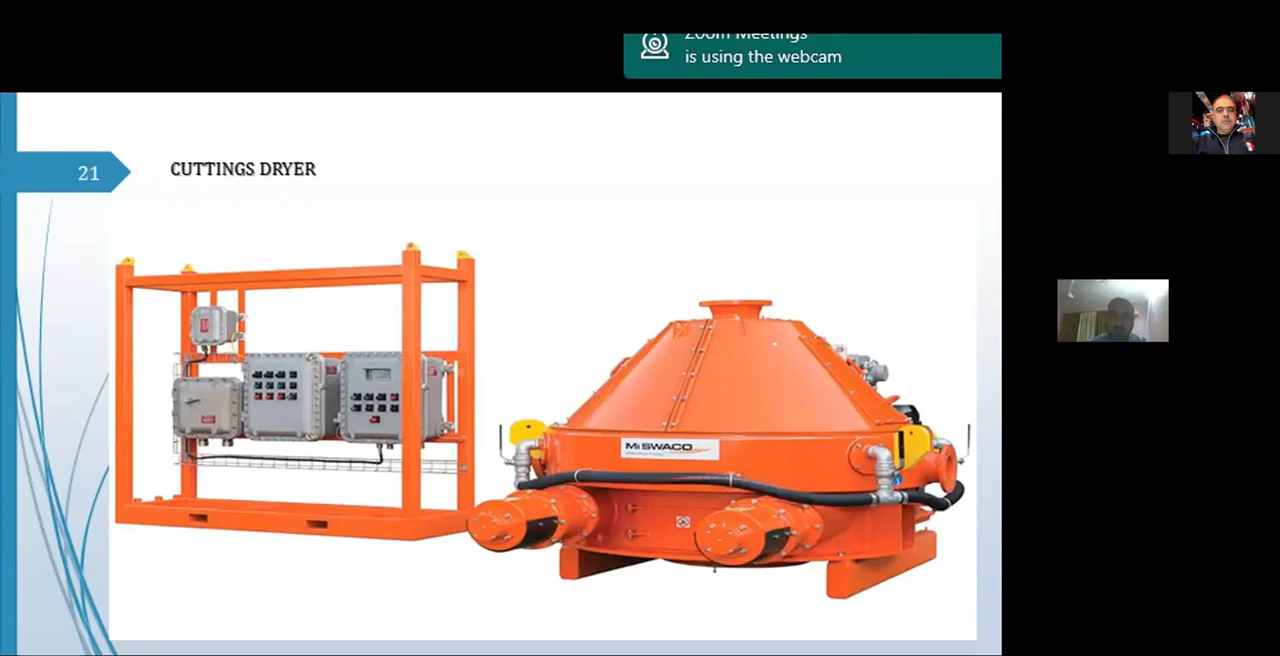 Zoom Meetings
is using the webcam
21
CUTTINGS DRYER
Mi SWACO